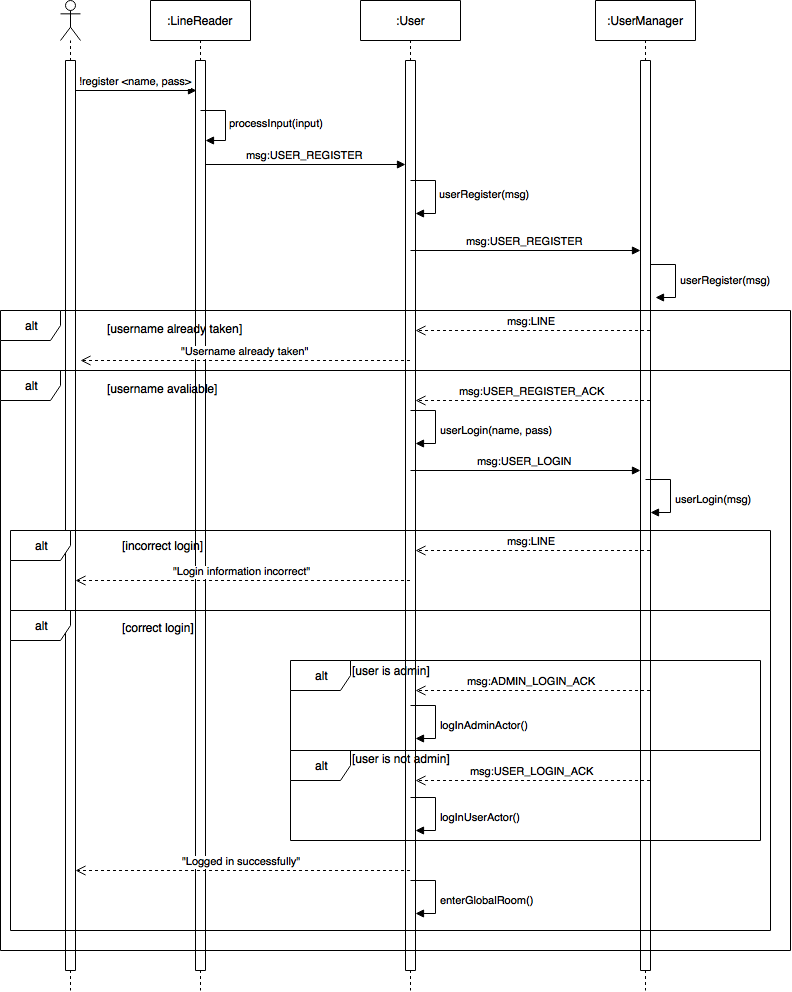 :LineReader
:User
:UserManager
!register <name, pass>
processInput(input)
msg:USER_REGISTER
userRegister(msg)
msg:USER_REGISTER
userRegister(msg)
alt
[username already taken]
msg:LINE
"Username already taken"
alt
[username avaliable]
msg:USER_REGISTER_ACK
userLogin(name, pass)
msg:USER_LOGIN
userLogin(msg)
alt
[incorrect login]
msg:LINE
"Login information incorrect"
alt
[correct login]
alt
[user is admin]
msg:ADMIN_LOGIN_ACK
logInAdminActor()
alt
[user is not admin]
msg:USER_LOGIN_ACK
logInUserActor()
"Logged in successfully"
enterGlobalRoom()